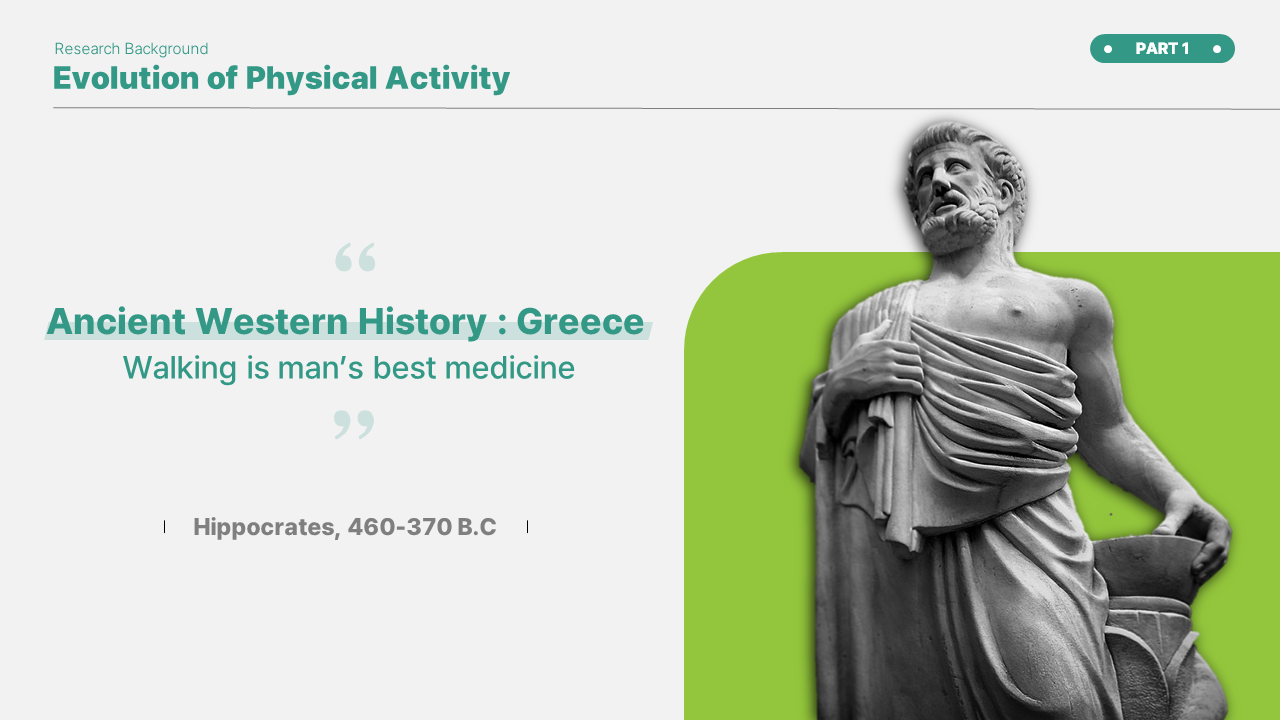 Research Background
Evolution of Physical Activity
PART 1
“
Ancient Western History : Greece
Walking is man’s best medicine
”
Hippocrates, 460-370 B.C